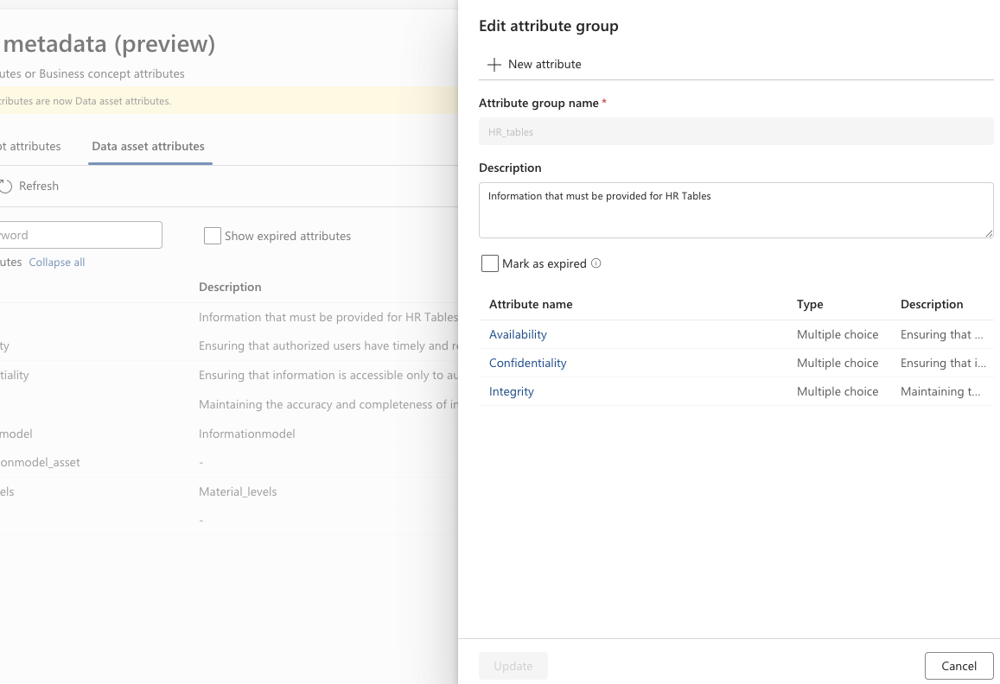 metadata (preview)
utes or Business concept attributes
tributes are now Data asset attributes.
pt attributes
Data asset attributes
Refresh
word
Show expired attributes
utes Collapse all
Description
Information that must be provided for HR Tables
ty
Ensuring that authorized users have timely and re
tiality
Ensuring that information is accessible only to au
Maintaining the accuracy and completeness of in
model
Informationmodel
onmodel_asset
-
els
Material_levels
-
Edit attribute group
New attribute
Attribute group name *
HR_tables
Description
Information that must be provided for HR Tables
Mark as expired
Attribute name Type Description
Availability Multiple choice Ensuring that ...
Confidentiality Multiple choice Ensuring that i...
Integrity Multiple choice Maintaining t...
Update
Cancel